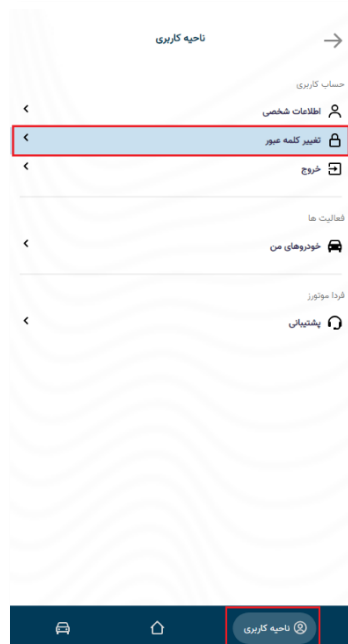 ناحیه کاربری
حساب کاربری
اطلاعات شخصی
تغییر کلمه عبور
خروج
فعالیت ها
خودروهای من
فردا موتورز
پشتیبانی
ناحیه کاربری